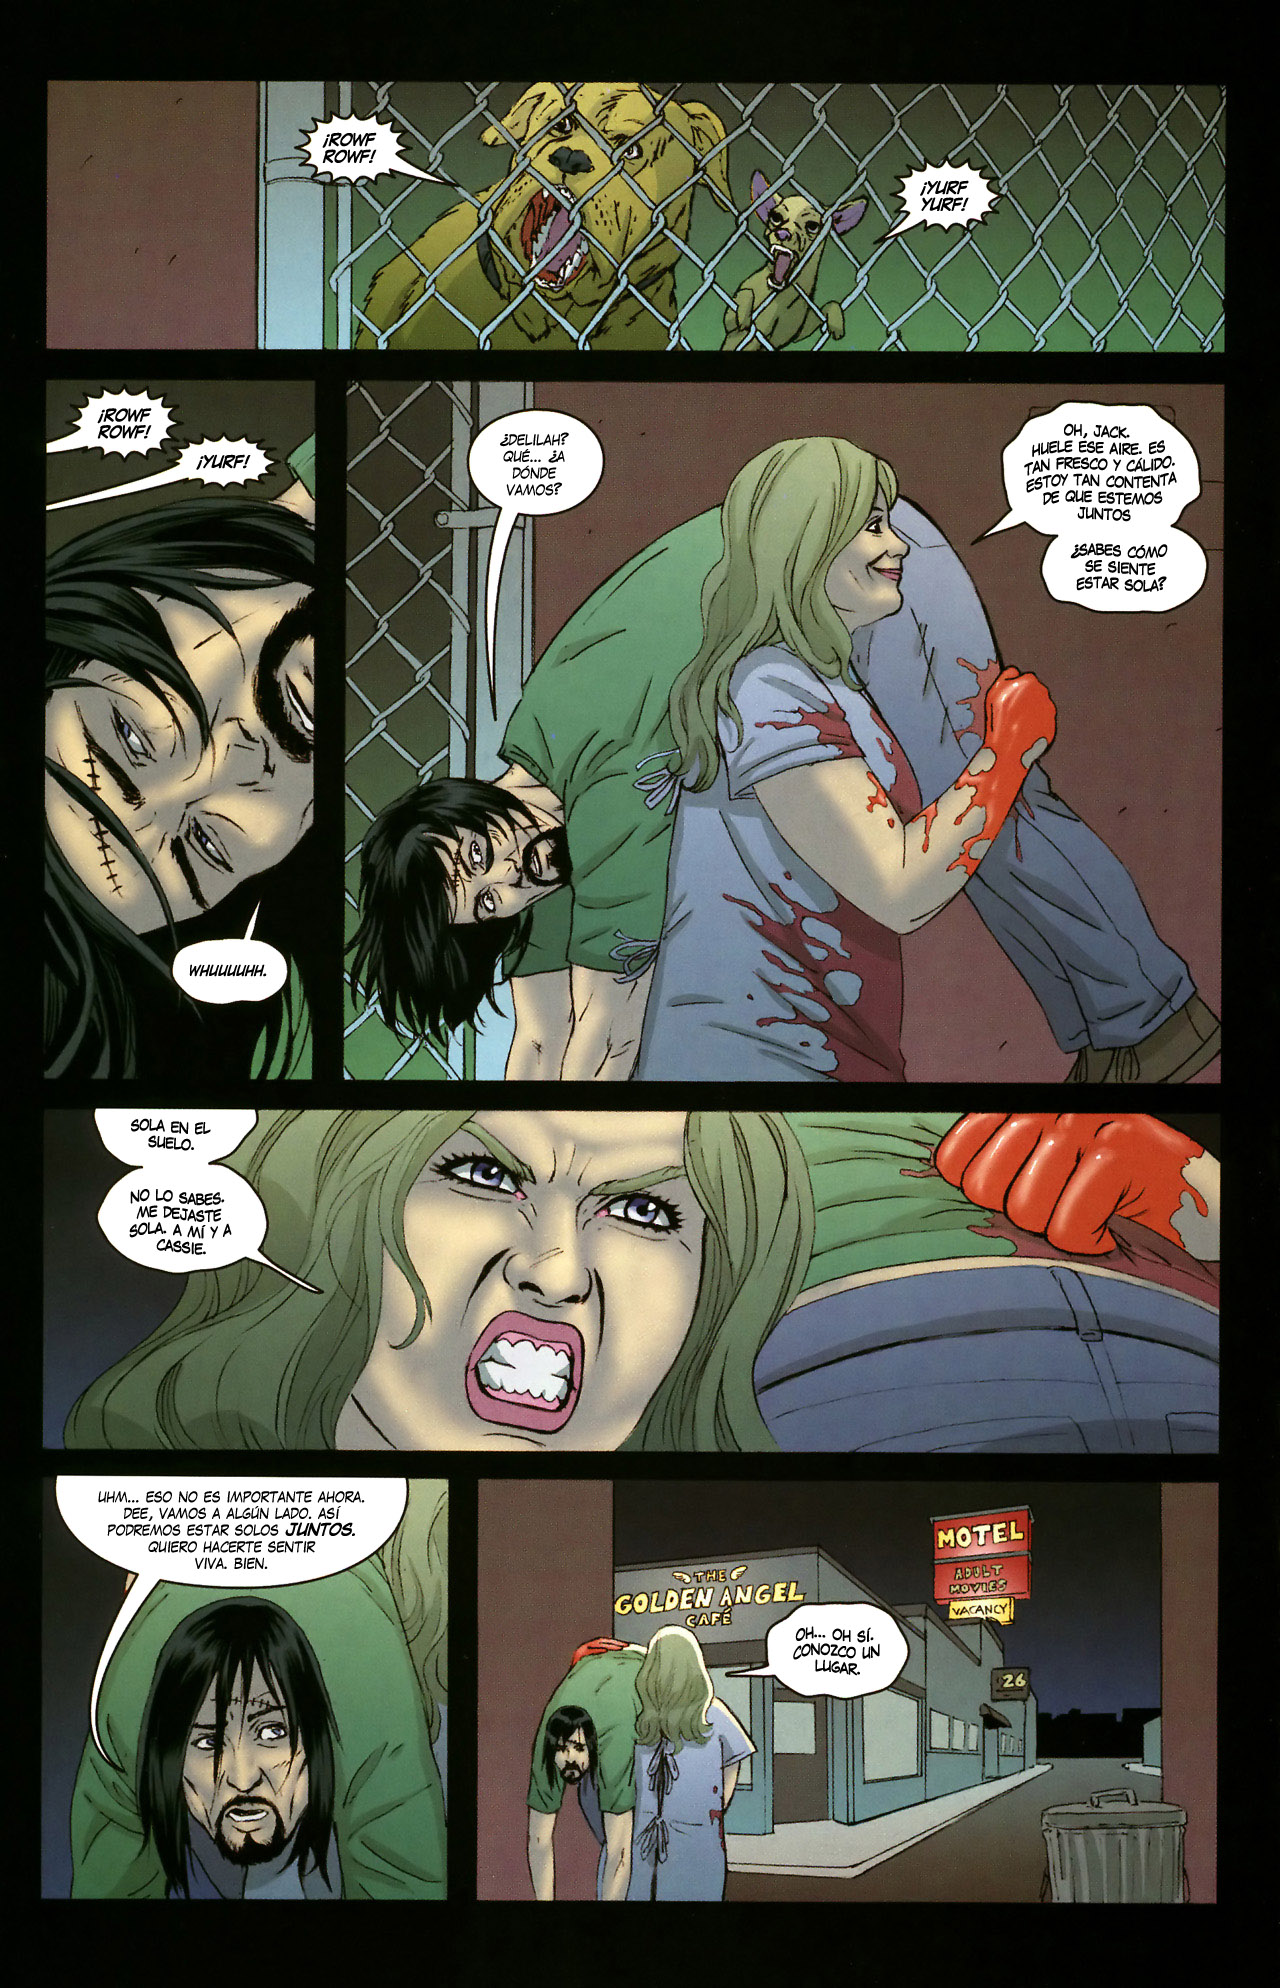 ¡ROWF
ROWF!
¡YURF
YURF!
¡ROWF
ROWF!
¡YURF!
WHUUUUHH.
¿DELILAH?
QUÉ... ¿A
DÓNDE
VAMOS?
OH, JACK.
HUELE ESE AIRE. ES
TAN FRESCO Y CÁLIDO.
ESTOY TAN CONTENTA
DE QUE ESTEMOS
JUNTOS
¿SABES CÓMO
SE SIENTE
ESTAR SOLA?
SOLA EN EL
SUELO.
NO LO SABES.
ME DEJASTE
SOLA. A MÍ Y A
CASSIE.
UHM... ESO NO ES IMPORTANTE AHORA.
DEE, VAMOS A ALGÚN LADO. ASÍ
PODREMOS ESTAR SOLOS JUNTOS.
QUIERO HACERTE SENTIR
VIVA. BIEN.
THE
GOLDEN ANGEL
CAFÉ
MOTEL
ADULT
MOVIES
VACANCY
26
OH... OH SÍ.
CONOZCO UN
LUGAR.